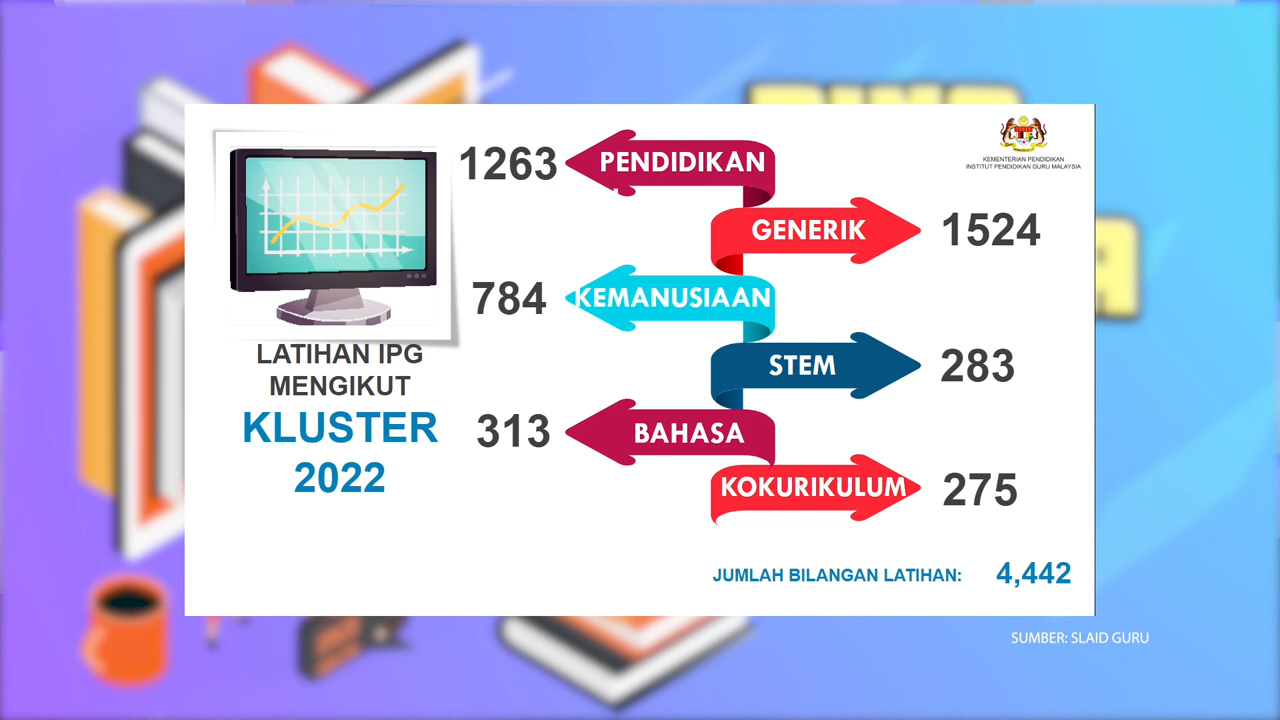 KEMENTERIAN PENDIDIKAN
INSTITUT PENDIDIKAN GURU MALAYSIA
1263 PENDIDIKAN
GENERIK 1524
784 KEMANUSIAAN
LATIHAN IPG
MENGIKUT
KLUSTER
2022
STEM 283
313 BAHASA
KOKURIKULUM 275
JUMLAH BILANGAN LATIHAN: 4,442
SUMBER: SLAID GURU